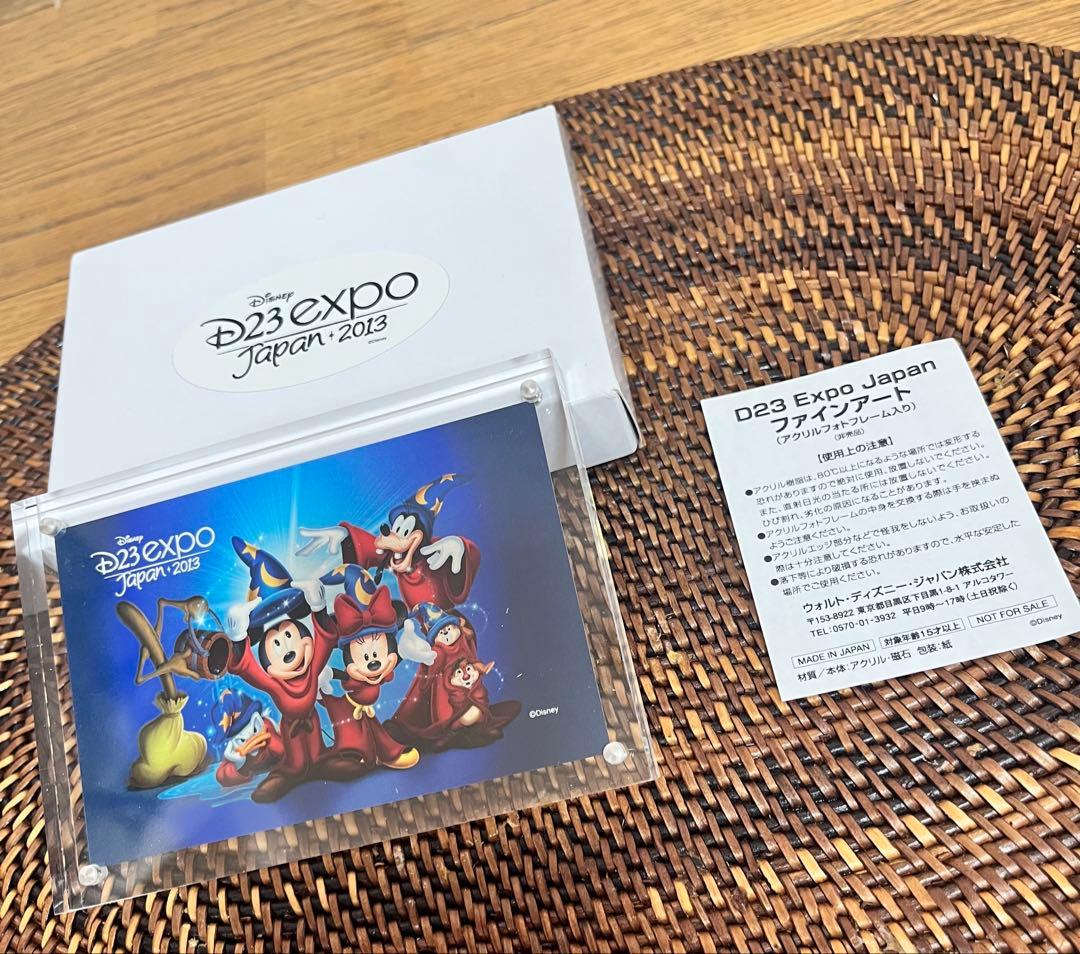 Disney
D23 expo
Japan 2013
©Disney
Disney
D23 expo
Japan 2013
©Disney
D23 Expo Japan
ファインアート
(アクリルフォトフレーム入り)
(非売品)
【使用上の注意】
●アクリル樹脂は、80℃以上になるような場所では変形する
恐れがありますので絶対に使用、放置しないでください。
また、直射日光の当たる所には放置しないでください。
ひび割れ、劣化の原因になることがあります。
●アクリルフォトフレームの中身を交換する際は手を挟まぬ
ようご注意ください。
●アクリルエッジ部分などで怪我をしないよう、お取扱いの
際は十分注意してください。
●落下等により破損する恐れがありますので、水平な安定した
場所でご使用ください。
ウォルト・ディズニー・ジャパン株式会社
〒153-8922 東京都目黒区下目黒1-8-1 アルコタワー
TEL:0570-01-3932 平日9時〜17時(土日祝除く)
MADE IN JAPAN 対象年齢15才以上 NOT FOR SALE
材質/本体:アクリル・磁石 包装:紙 ©Disney